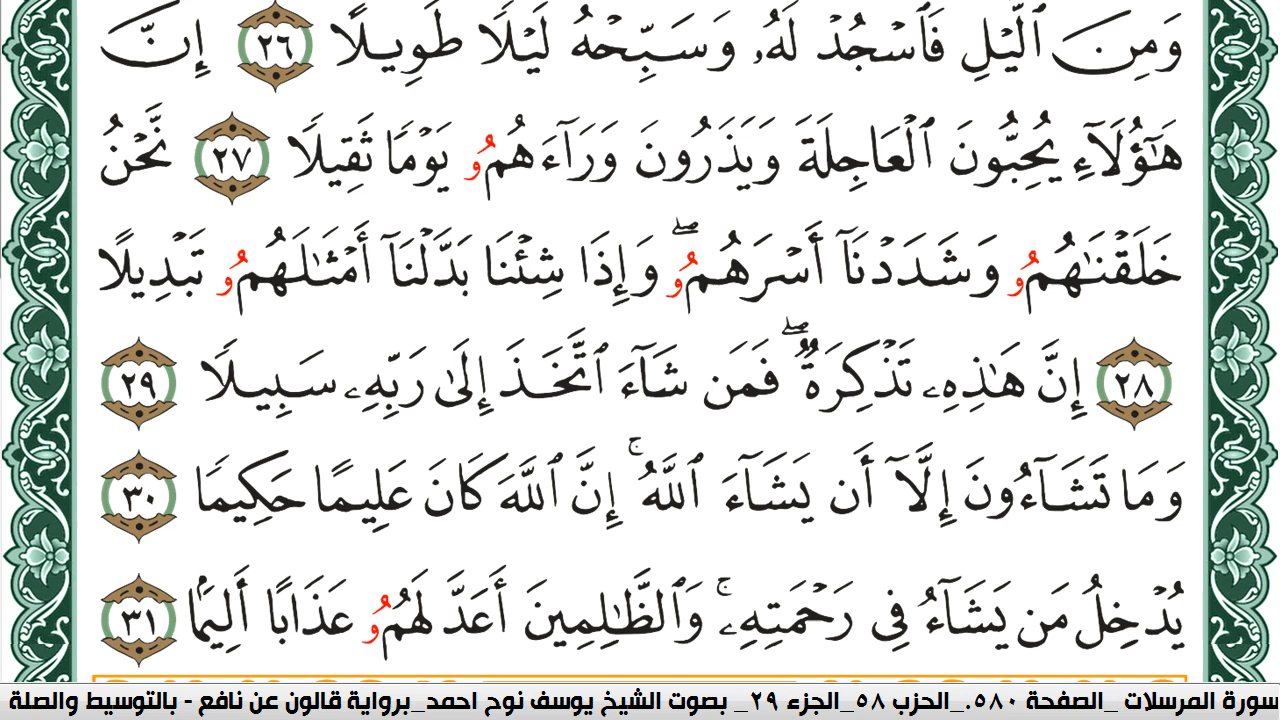 وَمِنَ ٱلَّيْلِ فَٱسْجُدْ لَهُۥ وَسَبِّحْهُ لَيْلًا طَوِيلًا ٢٦ إِنَّ
هَٰٓؤُلَآءِ يُحِبُّونَ ٱلْعَاجِلَةَ وَيَذَرُونَ وَرَآءَهُمُو يَوْمًا ثَقِيلًا ٢٧ نَّحْنُ
خَلَقْنَٰهُمُو وَشَدَدْنَآ أَسْرَهُمُوۖ وَإِذَا شِئْنَا بَدَّلْنَآ أَمْثَٰلَهُمُو تَبْدِيلًا
٢٨ إِنَّ هَٰذِهِۦ تَذْكِرَةٌۖ فَمَن شَآءَ ٱتَّخَذَ إِلَىٰ رَبِّهِۦ سَبِيلًا ٢٩
وَمَا تَشَآءُونَ إِلَّآ أَن يَشَآءَ ٱللَّهُۚ إِنَّ ٱللَّهَ كَانَ عَلِيمًا حَكِيمًا ٣٠
يُدْخِلُ مَن يَشَآءُ فِى رَحْمَتِهِۦۚ وَٱلظَّٰلِمِينَ أَعَدَّ لَهُمُو عَذَابًا أَلِيمًۢا ٣١
سورة المرسلات _الصفحة ٥٨٠._الحزب ٥٨_الجزء ٢٩_ بصوت الشيخ يوسف نوح احمد_برواية قالون عن نافع - بالتوسيط والصلة